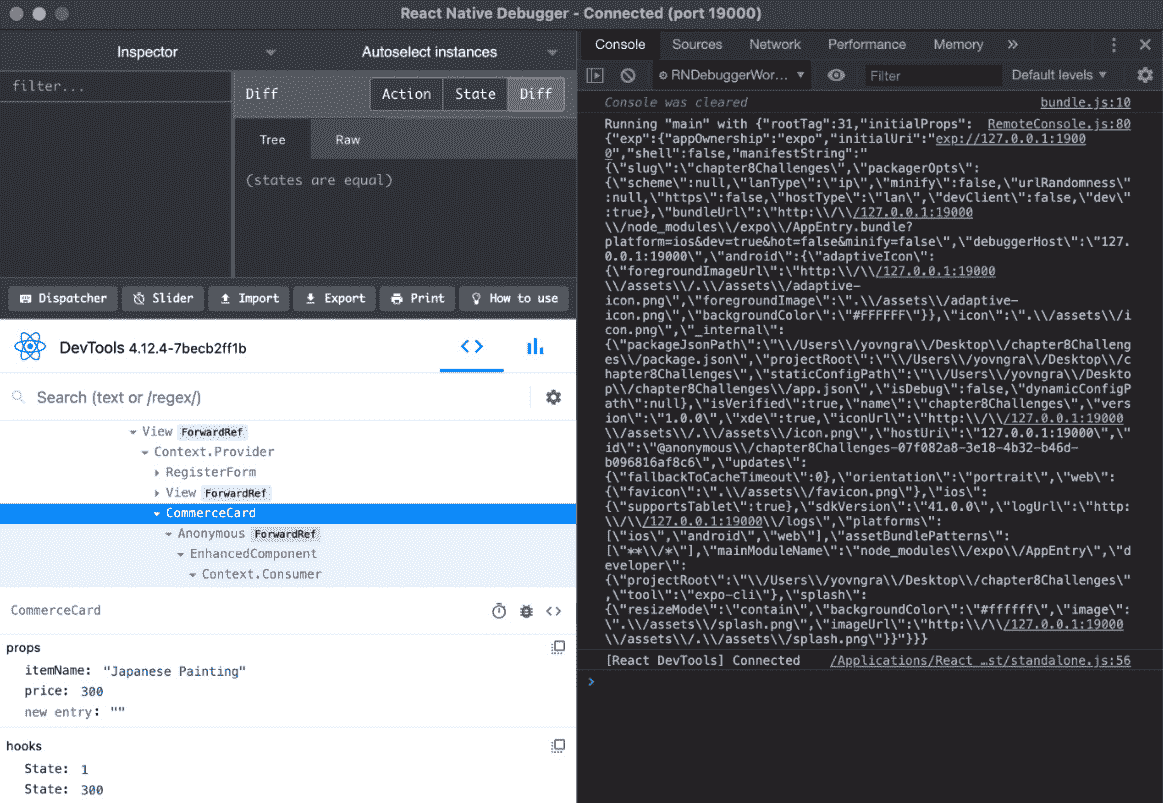 React Native Debugger - Connected (port 19000)
Inspector
Autoselect instances
filter...
Diff
Action
State
Diff
Tree
Raw
(states are equal)
Dispatcher
Slider
Import
Export
Print
How to use
DevTools 4.12.4-7becb2ff1b
Search (text or /regex/)
View ForwardRef
Context.Provider
RegisterForm
View ForwardRef
CommerceCard
Anonymous ForwardRef
EnhancedComponent
Context.Consumer
CommerceCard
props
itemName: "Japanese Painting"
price: 300
new entry: ""
hooks
State: 1
State: 300
Console
Sources
Network
Performance
Memory
»
RNDebuggerWor...
Filter
Default levels
Console was cleared bundle.js:10
Running "main" with {"rootTag":31,"initialProps": RemoteConsole.js:80
{"exp":{"appOwnership":"expo","initialUri":"exp://127.0.0.1:1900
0","shell":false,"manifestString":"
{\"slug\":\"chapter8Challenges\",\"packagerOpts\":
{\"scheme\":null,\"lanType\":\"ip\",\"minify\":false,\"urlRandomness\"
:null,\"https\":false,\"hostType\":\"lan\",\"devClient\":false,\"dev\"
:true},\"bundleUrl\":\"http:\\/\\/127.0.0.1:19000
\\/node_modules\\/expo\\/AppEntry.bundle?
platform=ios&dev=true&hot=false&minify=false\",\"debuggerHost\":\"127.
0.0.1:19000\",\"android\":{\"adaptiveIcon\":
{\"foregroundImageUrl\":\"http:\\/\\/127.0.0.1:19000
\\/assets\\/.\\/assets\\/adaptive-
icon.png\",\"foregroundImage\":\".\\/assets\\/adaptive-
icon.png\",\"backgroundColor\":\"#FFFFFF\"}},\"icon\":\".\\/assets\\/i
con.png\",\"_internal\":
{\"packageJsonPath\":\"\\/Users\\/yovngra\\/Desktop\\/chapter8Challeng
es\\/package.json\",\"projectRoot\":\"\\/Users\\/yovngra\\/Desktop\\/c
hapter8Challenges\",\"staticConfigPath\":\"\\/Users\\/yovngra\\/Deskto
p\\/chapter8Challenges\\/app.json\",\"isDebug\":false,\"dynamicConfigP
ath\":null},\"isVerified\":true,\"name\":\"chapter8Challenges\",\"vers
ion\":\"1.0.0\",\"xde\":true,\"iconUrl\":\"http:\\/\\/127.0.0.1:19000
\\/assets\\/.\\/assets\\/icon.png\",\"hostUri\":\"127.0.0.1:19000\",\"
id\":\"@anonymous\\/chapter8Challenges-07f082a8-3e18-4b32-b46d-
b096816af8c6\",\"updates\":
{\"fallbackToCacheTimeout\":0},\"orientation\":\"portrait\",\"web\":
{\"favicon\":\".\\/assets\\/favicon.png\"},\"ios\":
{\"supportsTablet\":true},\"sdkVersion\":\"41.0.0\",\"logUrl\":\"http:
\\/\\/127.0.0.1:19000\\/logs\",\"platforms\":
[\"ios\",\"android\",\"web\"],\"assetBundlePatterns\":
[\"**\\/*\"],\"mainModuleName\":\"node_modules\\/expo\\/AppEntry\",\"d
eveloper\":
{\"projectRoot\":\"\\/Users\\/yovngra\\/Desktop\\/chapter8Challenges\"
,\"tool\":\"expo-cli\"},\"splash\":
{\"resizeMode\":\"contain\",\"backgroundColor\":\"#ffffff\",\"image\":
\".\\/assets\\/splash.png\",\"imageUrl\":\"http:\\/\\/127.0.0.1:19000
\\/assets\\/.\\/assets\\/splash.png\"}}"}}}
[React DevTools] Connected /Applications/React …st/standalone.js:56